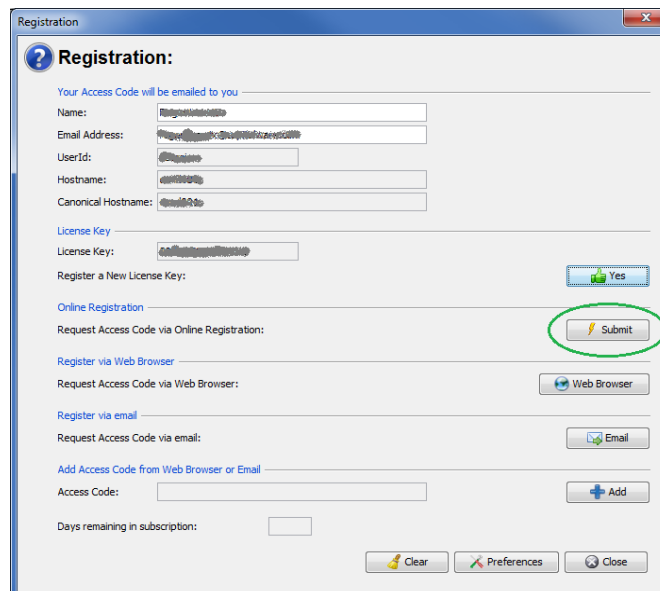 Registration
Registration:
Your Access Code will be emailed to you
Name:
Email Address:
UserId:
Hostname:
Canonical Hostname:
License Key
License Key:
Register a New License Key:
Yes
Online Registration
Request Access Code via Online Registration:
Submit
Register via Web Browser
Request Access Code via Web Browser:
Web Browser
Register via email
Request Access Code via email:
Email
Add Access Code from Web Browser or Email
Access Code:
Add
Days remaining in subscription:
Clear
Preferences
Close